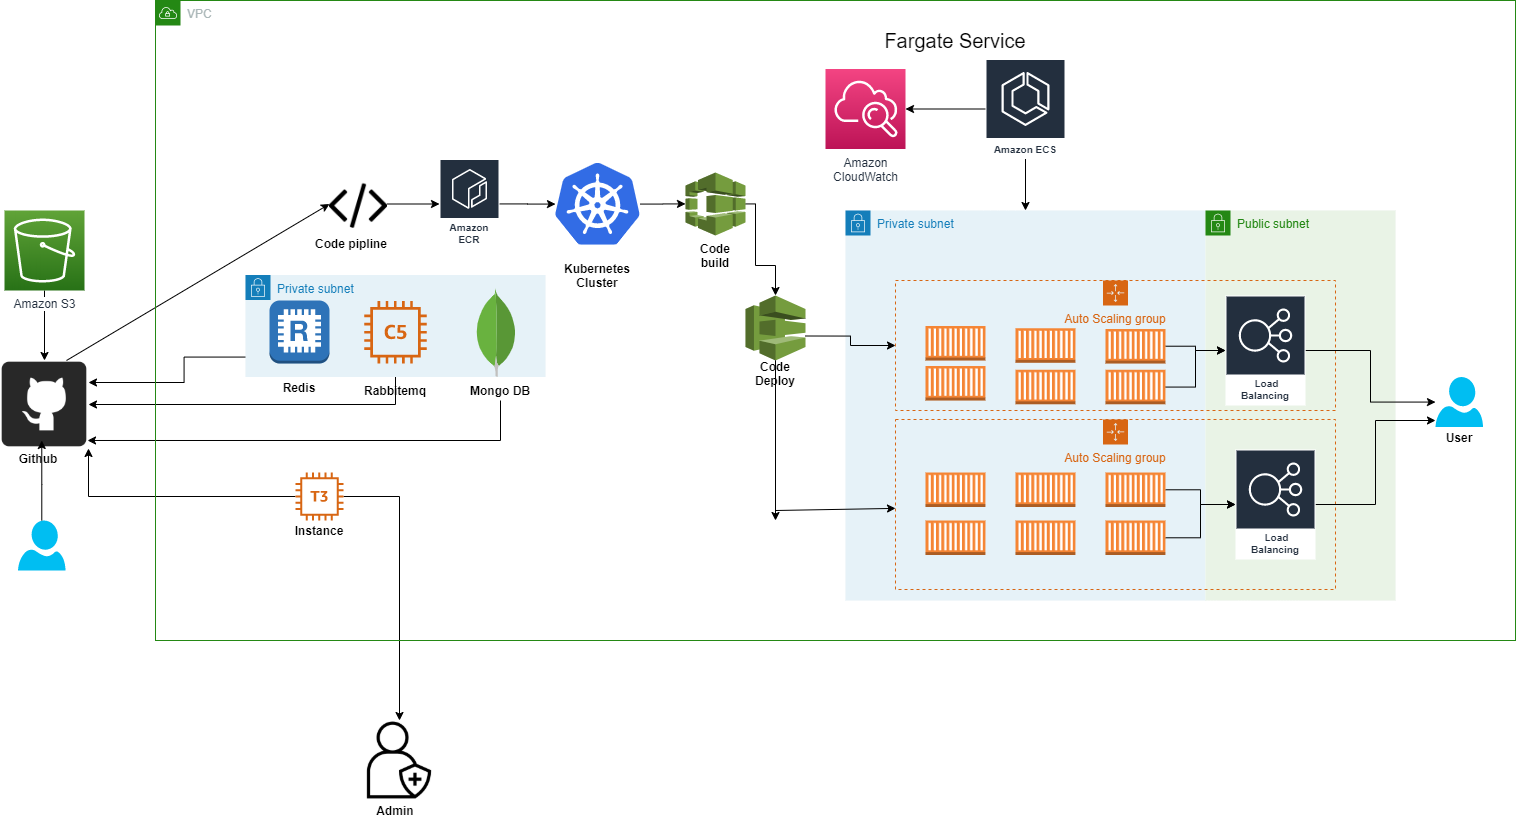 VPC
Fargate Service
Amazon
CloudWatch
Amazon ECS
Code pipline
Amazon
ECR
Kubernetes
Cluster
Code
build
Private subnet
Public subnet
Amazon S3
Private subnet
R
C5
Redis
Rabbitemq
Mongo DB
Code
Deploy
Auto Scaling group
Load
Balancing
Github
Auto Scaling group
User
T3
Instance
Load
Balancing
Admin